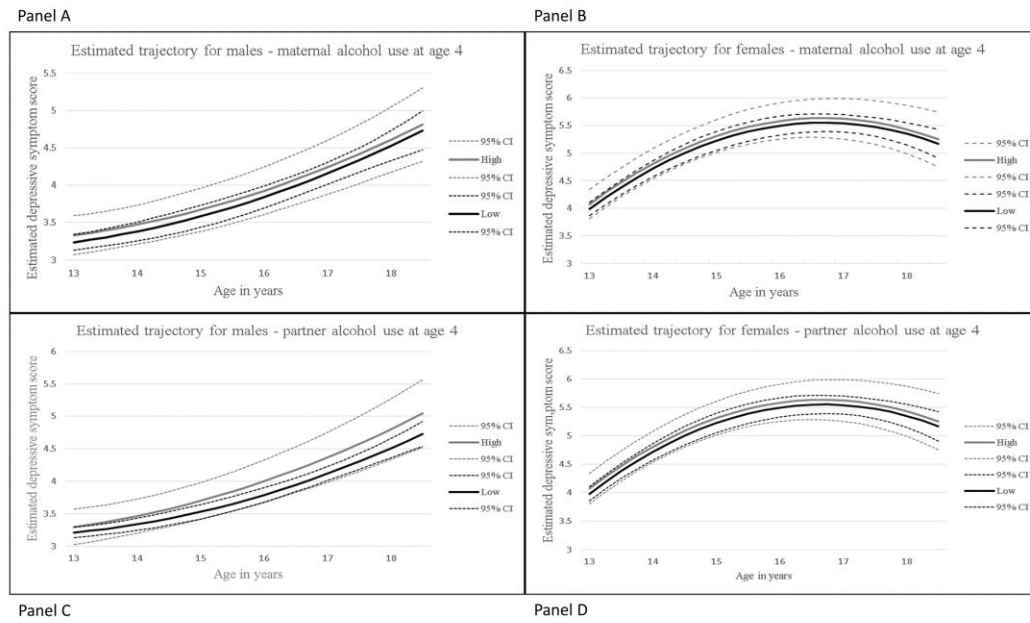 Panel A
Panel B
Estimated trajectory for males - maternal alcohol use at age 4
Estimated depressive symptom score
5.5
5
4.5
4
3.5
3
13 14 15 16 17 18
Age in years
95% CI
High
95% CI
95% CI
Low
95% CI
Estimated trajectory for females - maternal alcohol use at age 4
Estimated depressive symptom score
6.5
6
5.5
5
4.5
4
3.5
3
13 14 15 16 17 18
Age in years
95% CI
High
95% CI
95% CI
Low
95% CI
Estimated trajectory for males - partner alcohol use at age 4
Estimated depressive symptom score
6
5.5
5
4.5
4
3.5
3
13 14 15 16 17 18
Age in years
95% CI
High
95% CI
95% CI
Low
95% CI
Estimated trajectory for females - partner alcohol use at age 4
Estimated depressive sym,ptom score
6.5
6
5.5
5
4.5
4
3.5
3
13 14 15 16 17 18
Age in years
95% CI
High
95% CI
95% CI
Low
95% CI
Panel C
Panel D